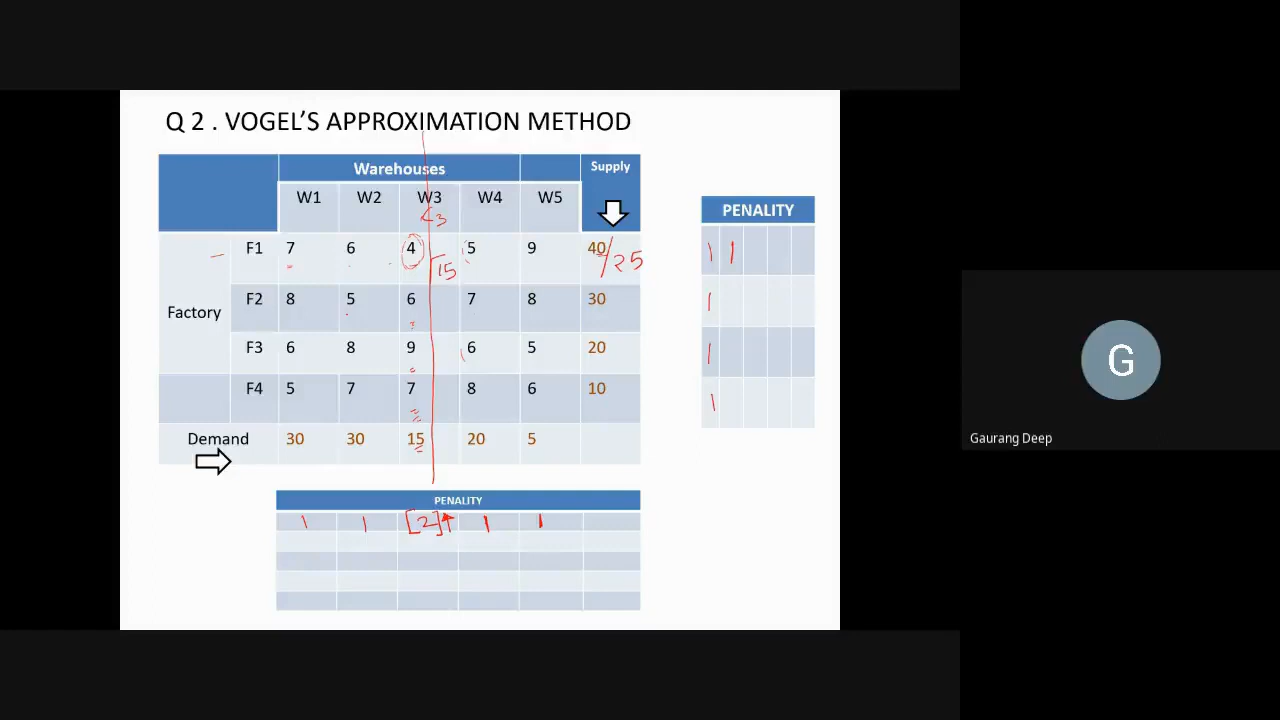 Q 2 . VOGEL'S APPROXIMATION METHOD
Warehouses Supply
W1 W2 W3 W4 W5
F1 7 6 4 15 5 9 40/25
Factory F2 8 5 6 7 8 30
F3 6 8 9 6 5 20
F4 5 7 7 8 6 10
Demand 30 30 15 20 5
PENALITY
1 1
1
1
1
PENALITY
1 1 [2] 1 1
G
Gaurang Deep